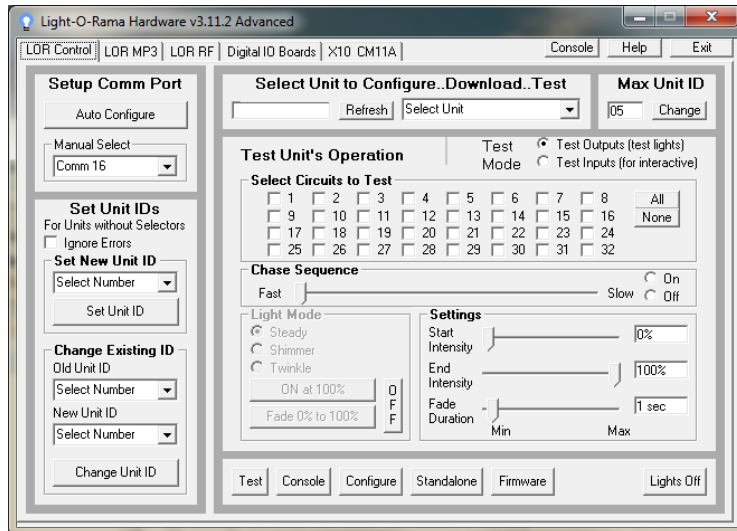 Light-O-Rama Hardware v3.11.2 Advanced
LOR Control LOR MP3 LOR RF Digital IO Boards X10 CM11A Console Help Exit
Setup Comm Port
Auto Configure
Manual Select
Comm 16
Set Unit IDs
For Units without Selectors
Ignore Errors
Set New Unit ID
Select Number
Set Unit ID
Change Existing ID
Old Unit ID
Select Number
New Unit ID
Select Number
Change Unit ID
Select Unit to Configure..Download..Test
Refresh Select Unit
Max Unit ID
05 Change
Test Unit's Operation
Test Mode
Test Outputs (test lights)
Test Inputs (for interactive)
Select Circuits to Test
1 2 3 4 5 6 7 8 All
9 10 11 12 13 14 15 16 None
17 18 19 20 21 22 23 24
25 26 27 28 29 30 31 32
Chase Sequence
Fast Slow
On
Off
Light Mode
Steady
Shimmer
Twinkle
ON at 100%
Fade 0% to 100%
OFF
Settings
Start Intensity 0%
End Intensity 100%
Fade Duration 1 sec
Min Max
Test Console Configure Standalone Firmware Lights Off